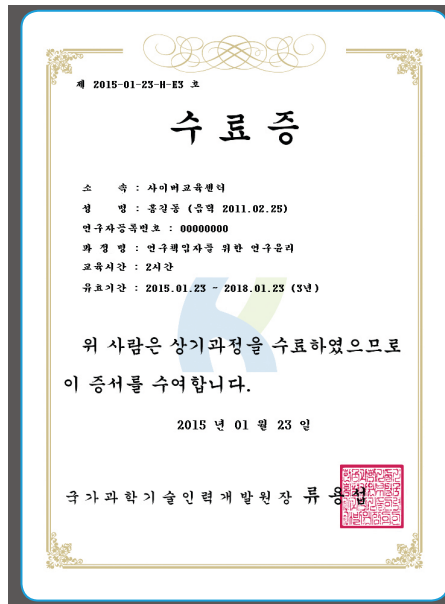 제 2015-01-23-H-E3 호
수료증
소 속 : 사이버교육센터
성 명 : 홍길동 (음력 2011.02.25)
연구자등록번호 : 00000000
과 정 명 : 연구책임자를 위한 연구윤리
교육시간 : 2시간
유효기간 : 2015.01.23 - 2018.01.23 (3년)
위 사람은 상기과정을 수료하였으므로
이 증서를 수여합니다.
2015 년 01 월 23 일
국가과학기술인력개발원장 류용섭